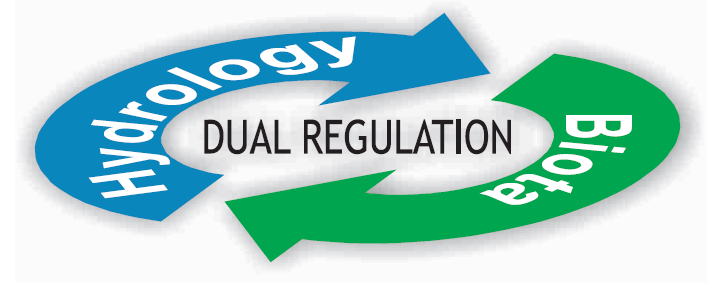 Hydrology
DUAL REGULATION
Biota